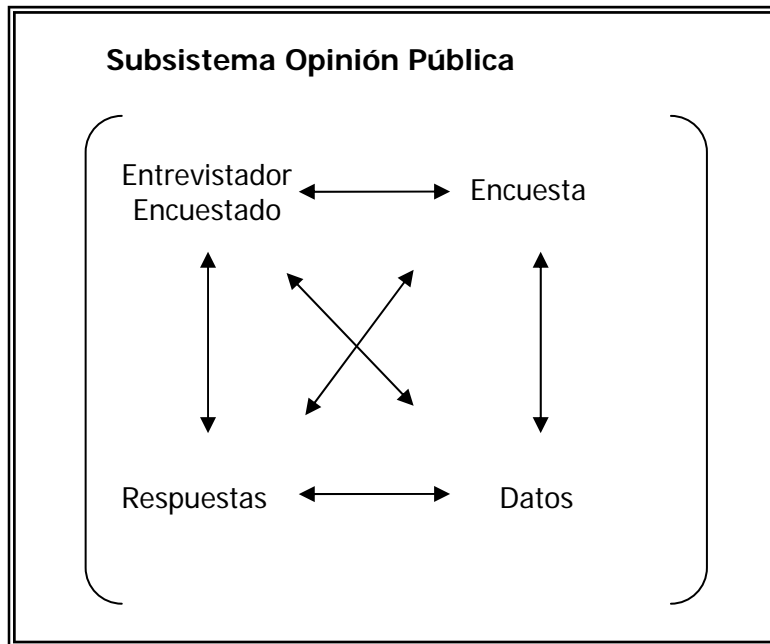 Subsistema Opinión Pública
Entrevistador
Encuestado
Encuesta
Respuestas
Datos